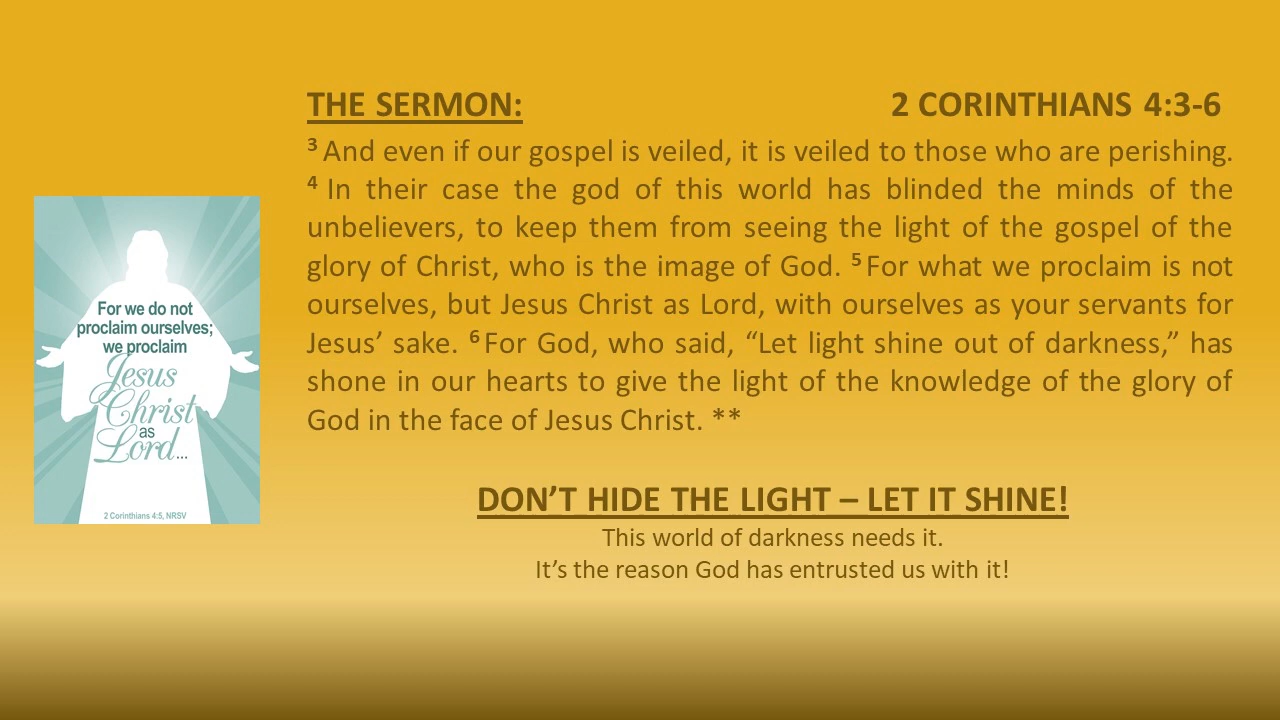 THE SERMON: 2 CORINTHIANS 4:3-6
³ And even if our gospel is veiled, it is veiled to those who are perishing.
⁴ In their case the god of this world has blinded the minds of the
unbelievers, to keep them from seeing the light of the gospel of the
glory of Christ, who is the image of God. ⁵ For what we proclaim is not
ourselves, but Jesus Christ as Lord, with ourselves as your servants for
Jesus’ sake. ⁶ For God, who said, “Let light shine out of darkness,” has
shone in our hearts to give the light of the knowledge of the glory of
God in the face of Jesus Christ. **
DON’T HIDE THE LIGHT – LET IT SHINE!
This world of darkness needs it.
It’s the reason God has entrusted us with it!
For we do not
proclaim ourselves;
we proclaim
Jesus
Christ
as
Lord...
2 Corinthians 4:5, NRSV